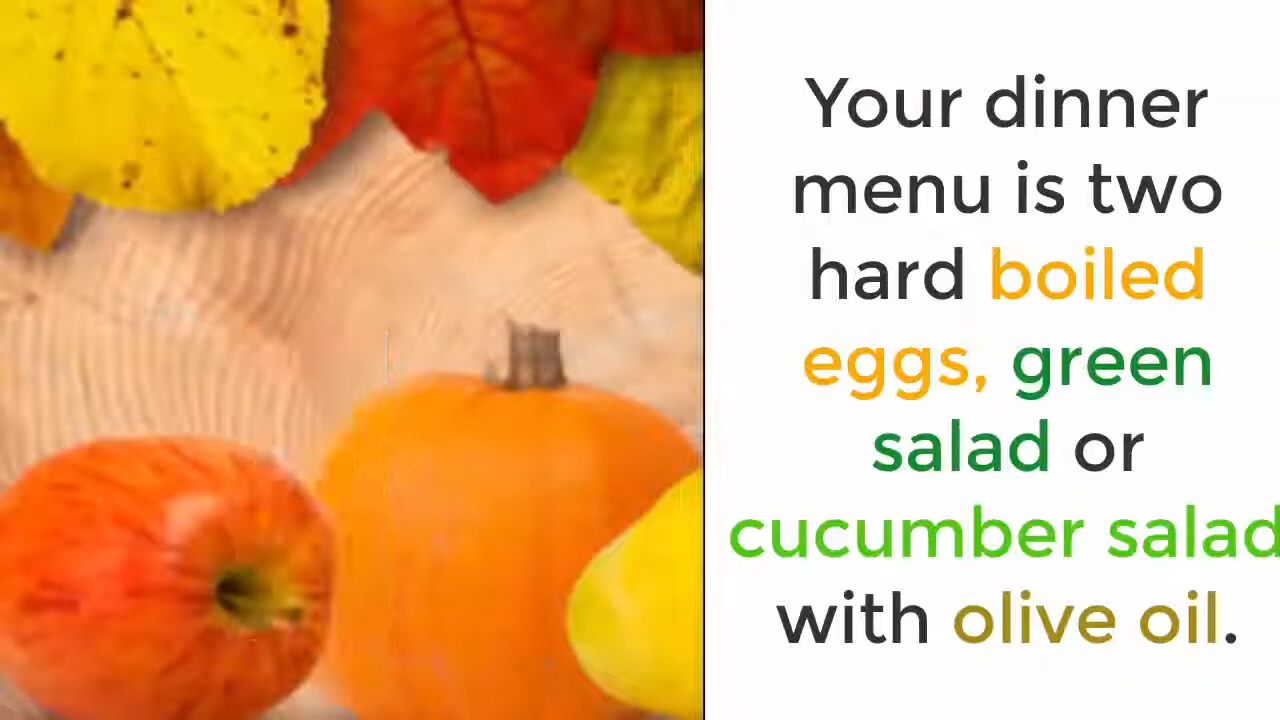 Your dinner
menu is two
hard boiled
eggs, green
salad or
cucumber salad
with olive oil.